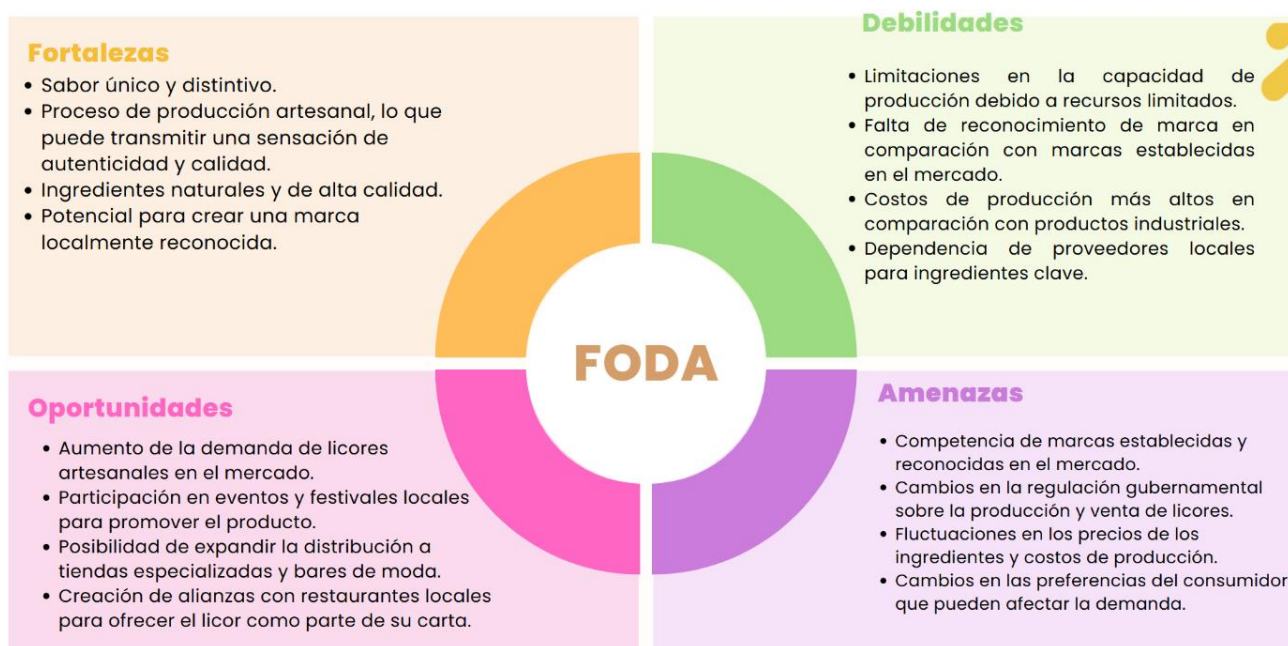 Fortalezas
• Sabor único y distintivo.
• Proceso de producción artesanal, lo que
puede transmitir una sensación de
autenticidad y calidad.
• Ingredientes naturales y de alta calidad.
• Potencial para crear una marca
localmente reconocida.
Debilidades
• Limitaciones en la capacidad de
producción debido a recursos limitados.
• Falta de reconocimiento de marca en
comparación con marcas establecidas
en el mercado.
• Costos de producción más altos en
comparación con productos industriales.
• Dependencia de proveedores locales
para ingredientes clave.
FODA
Oportunidades
• Aumento de la demanda de licores
artesanales en el mercado.
• Participación en eventos y festivales locales
para promover el producto.
• Posibilidad de expandir la distribución a
tiendas especializadas y bares de moda.
• Creación de alianzas con restaurantes locales
para ofrecer el licor como parte de su carta.
Amenazas
• Competencia de marcas establecidas y
reconocidas en el mercado.
• Cambios en la regulación gubernamental
sobre la producción y venta de licores.
• Fluctuaciones en los precios de los
ingredientes y costos de producción.
• Cambios en las preferencias del consumidor
que pueden afectar la demanda.